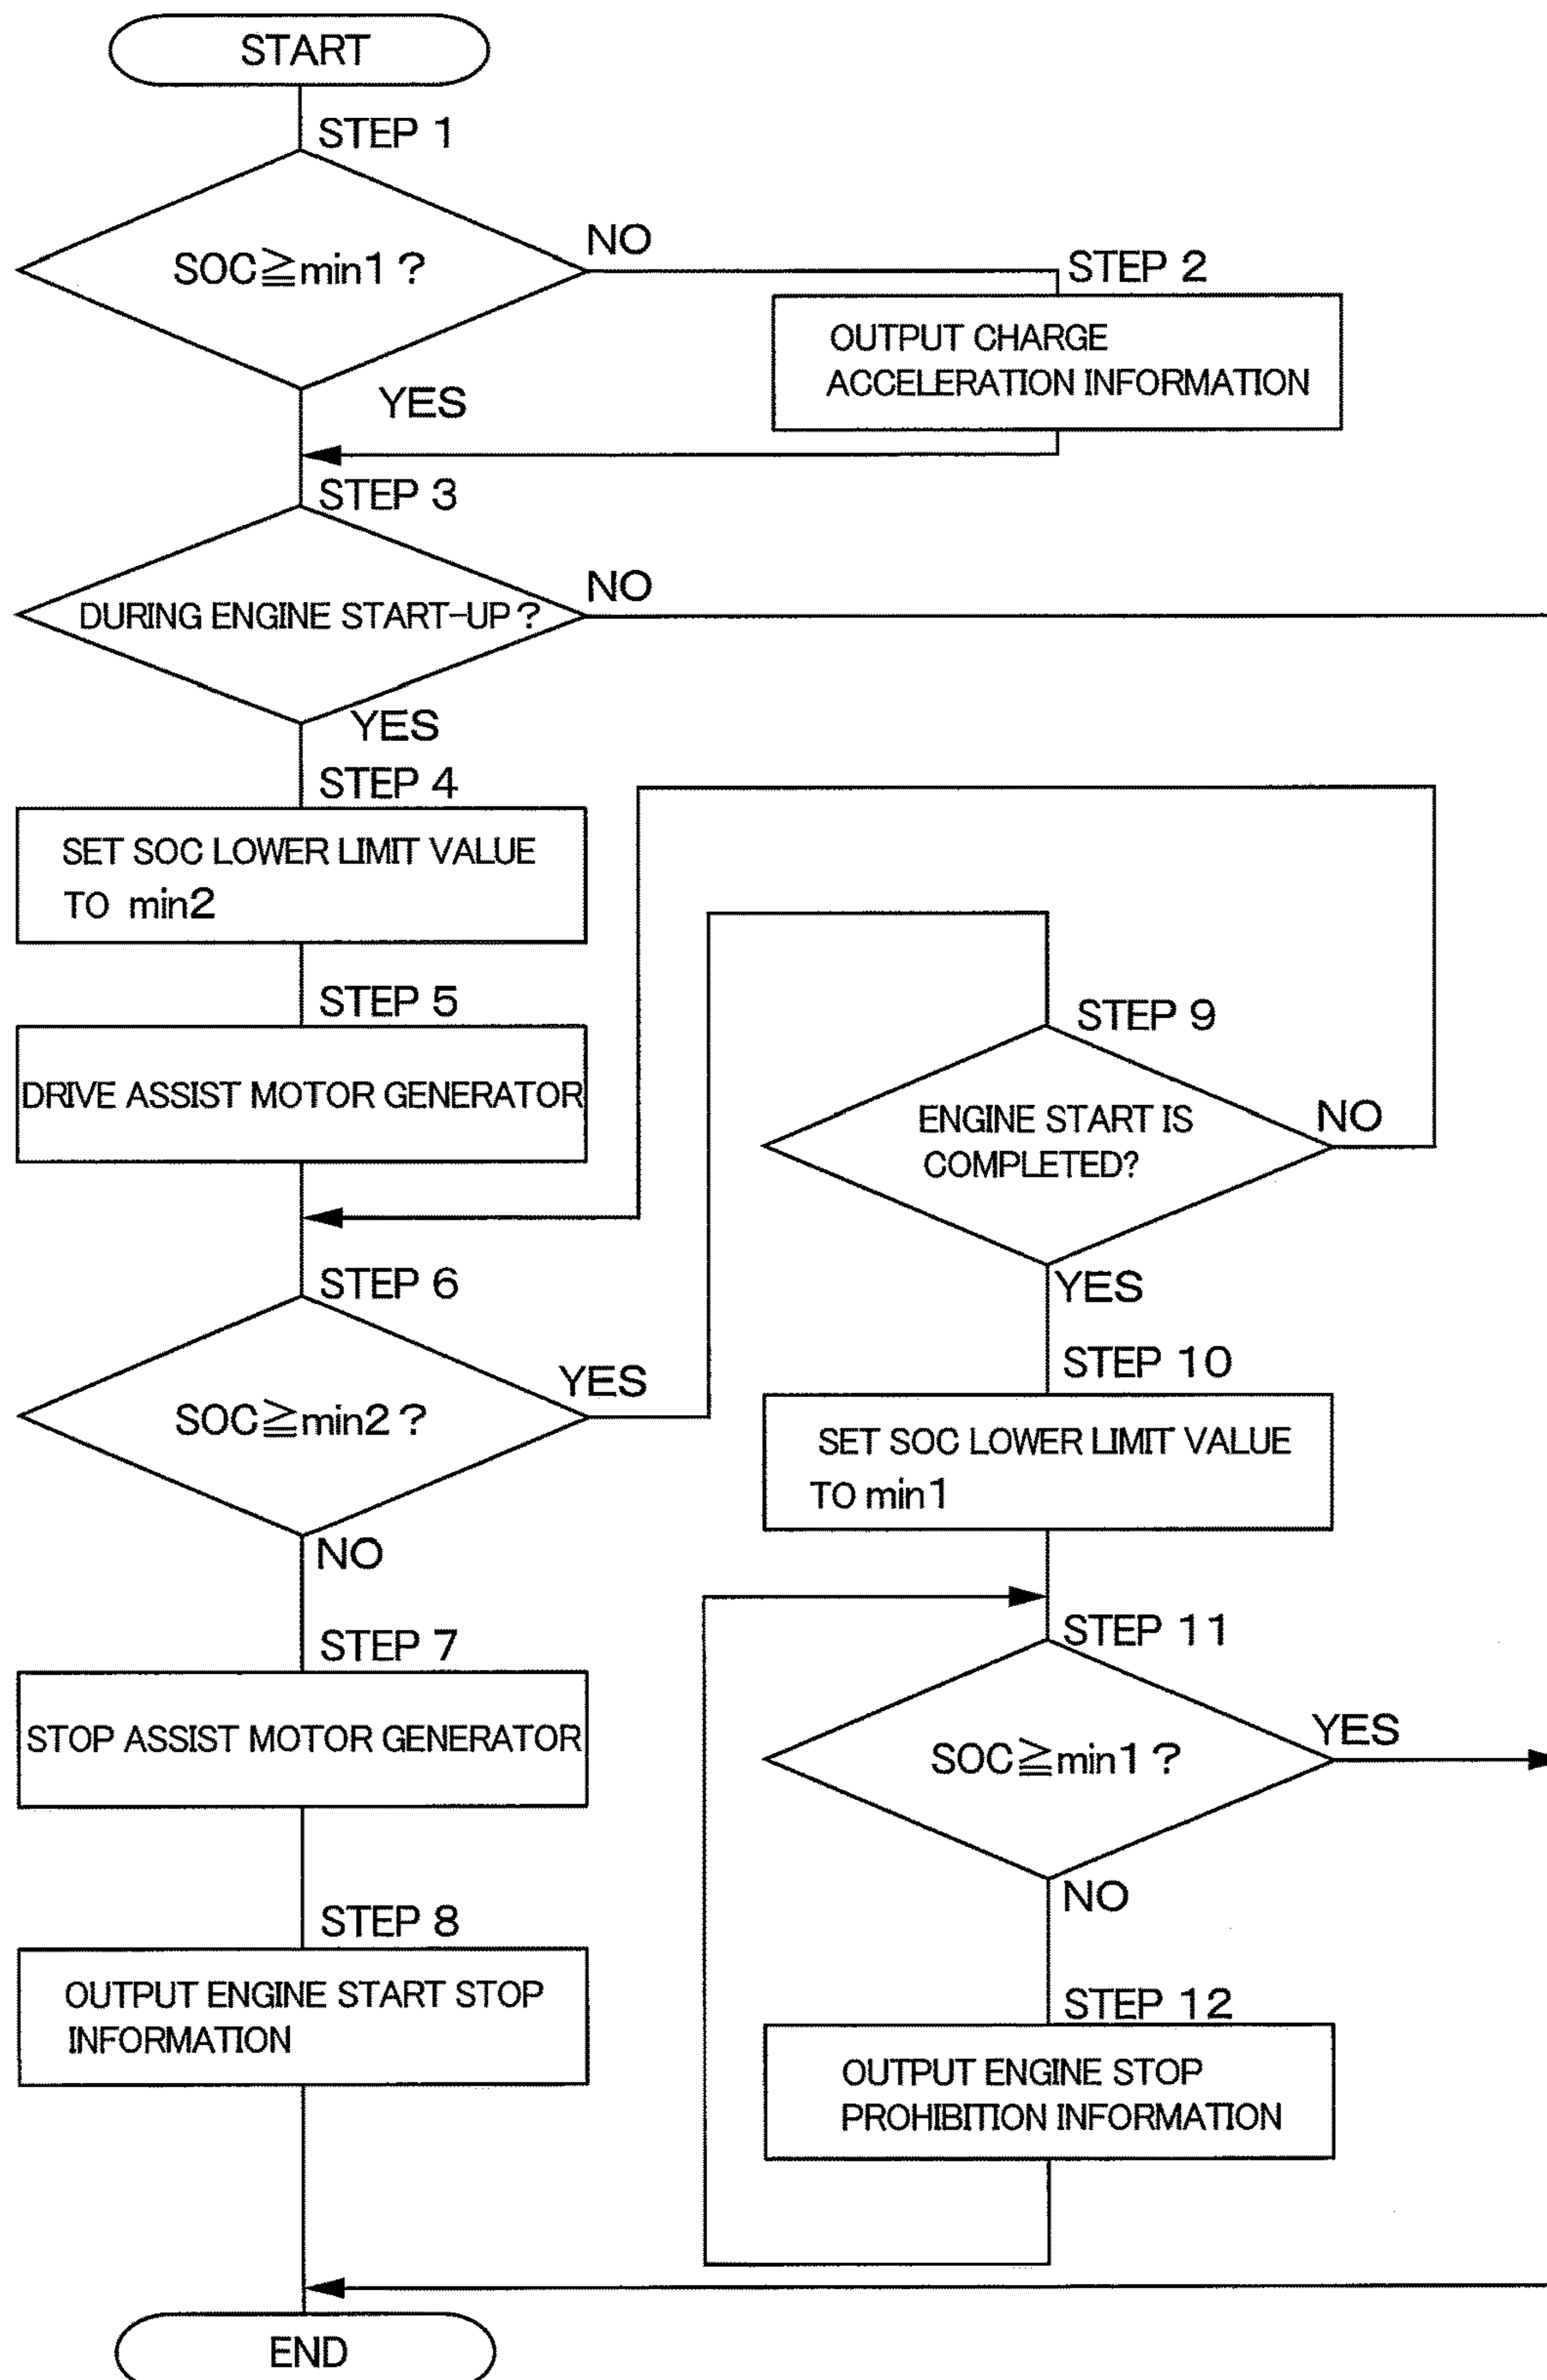 START
STEP 1
SOC≧min1?
NO
YES
STEP 2
OUTPUT CHARGE
ACCELERATION INFORMATION
STEP 3
DURING ENGINE START-UP?
NO
YES
STEP 4
SET SOC LOWER LIMIT VALUE
TO min2
STEP 5
DRIVE ASSIST MOTOR GENERATOR
STEP 6
SOC≧min2?
YES
NO
STEP 7
STOP ASSIST MOTOR GENERATOR
STEP 8
OUTPUT ENGINE START STOP
INFORMATION
STEP 9
ENGINE START IS
COMPLETED?
NO
YES
STEP 10
SET SOC LOWER LIMIT VALUE
TO min1
STEP 11
SOC≧min1?
YES
NO
STEP 12
OUTPUT ENGINE STOP
PROHIBITION INFORMATION
END